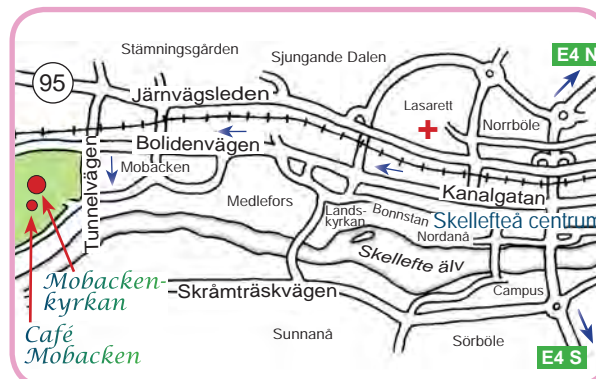 Stämningsgården
Sjungande Dalen
E4 N
95
Järnvägsleden
Lasarett
Norrböle
Bolidenvägen
Tunnelvägen
Mobacken
Kanalgatan
Medlefors
Lands-
kyrkan
Bonnstan
Skellefteå centrum
Nordanå
Skellefte älv
Mobacken-
kyrkan
Skråmträskvägen
Campus
Café
Mobacken
Sunnanå
Sörböle
E4 S